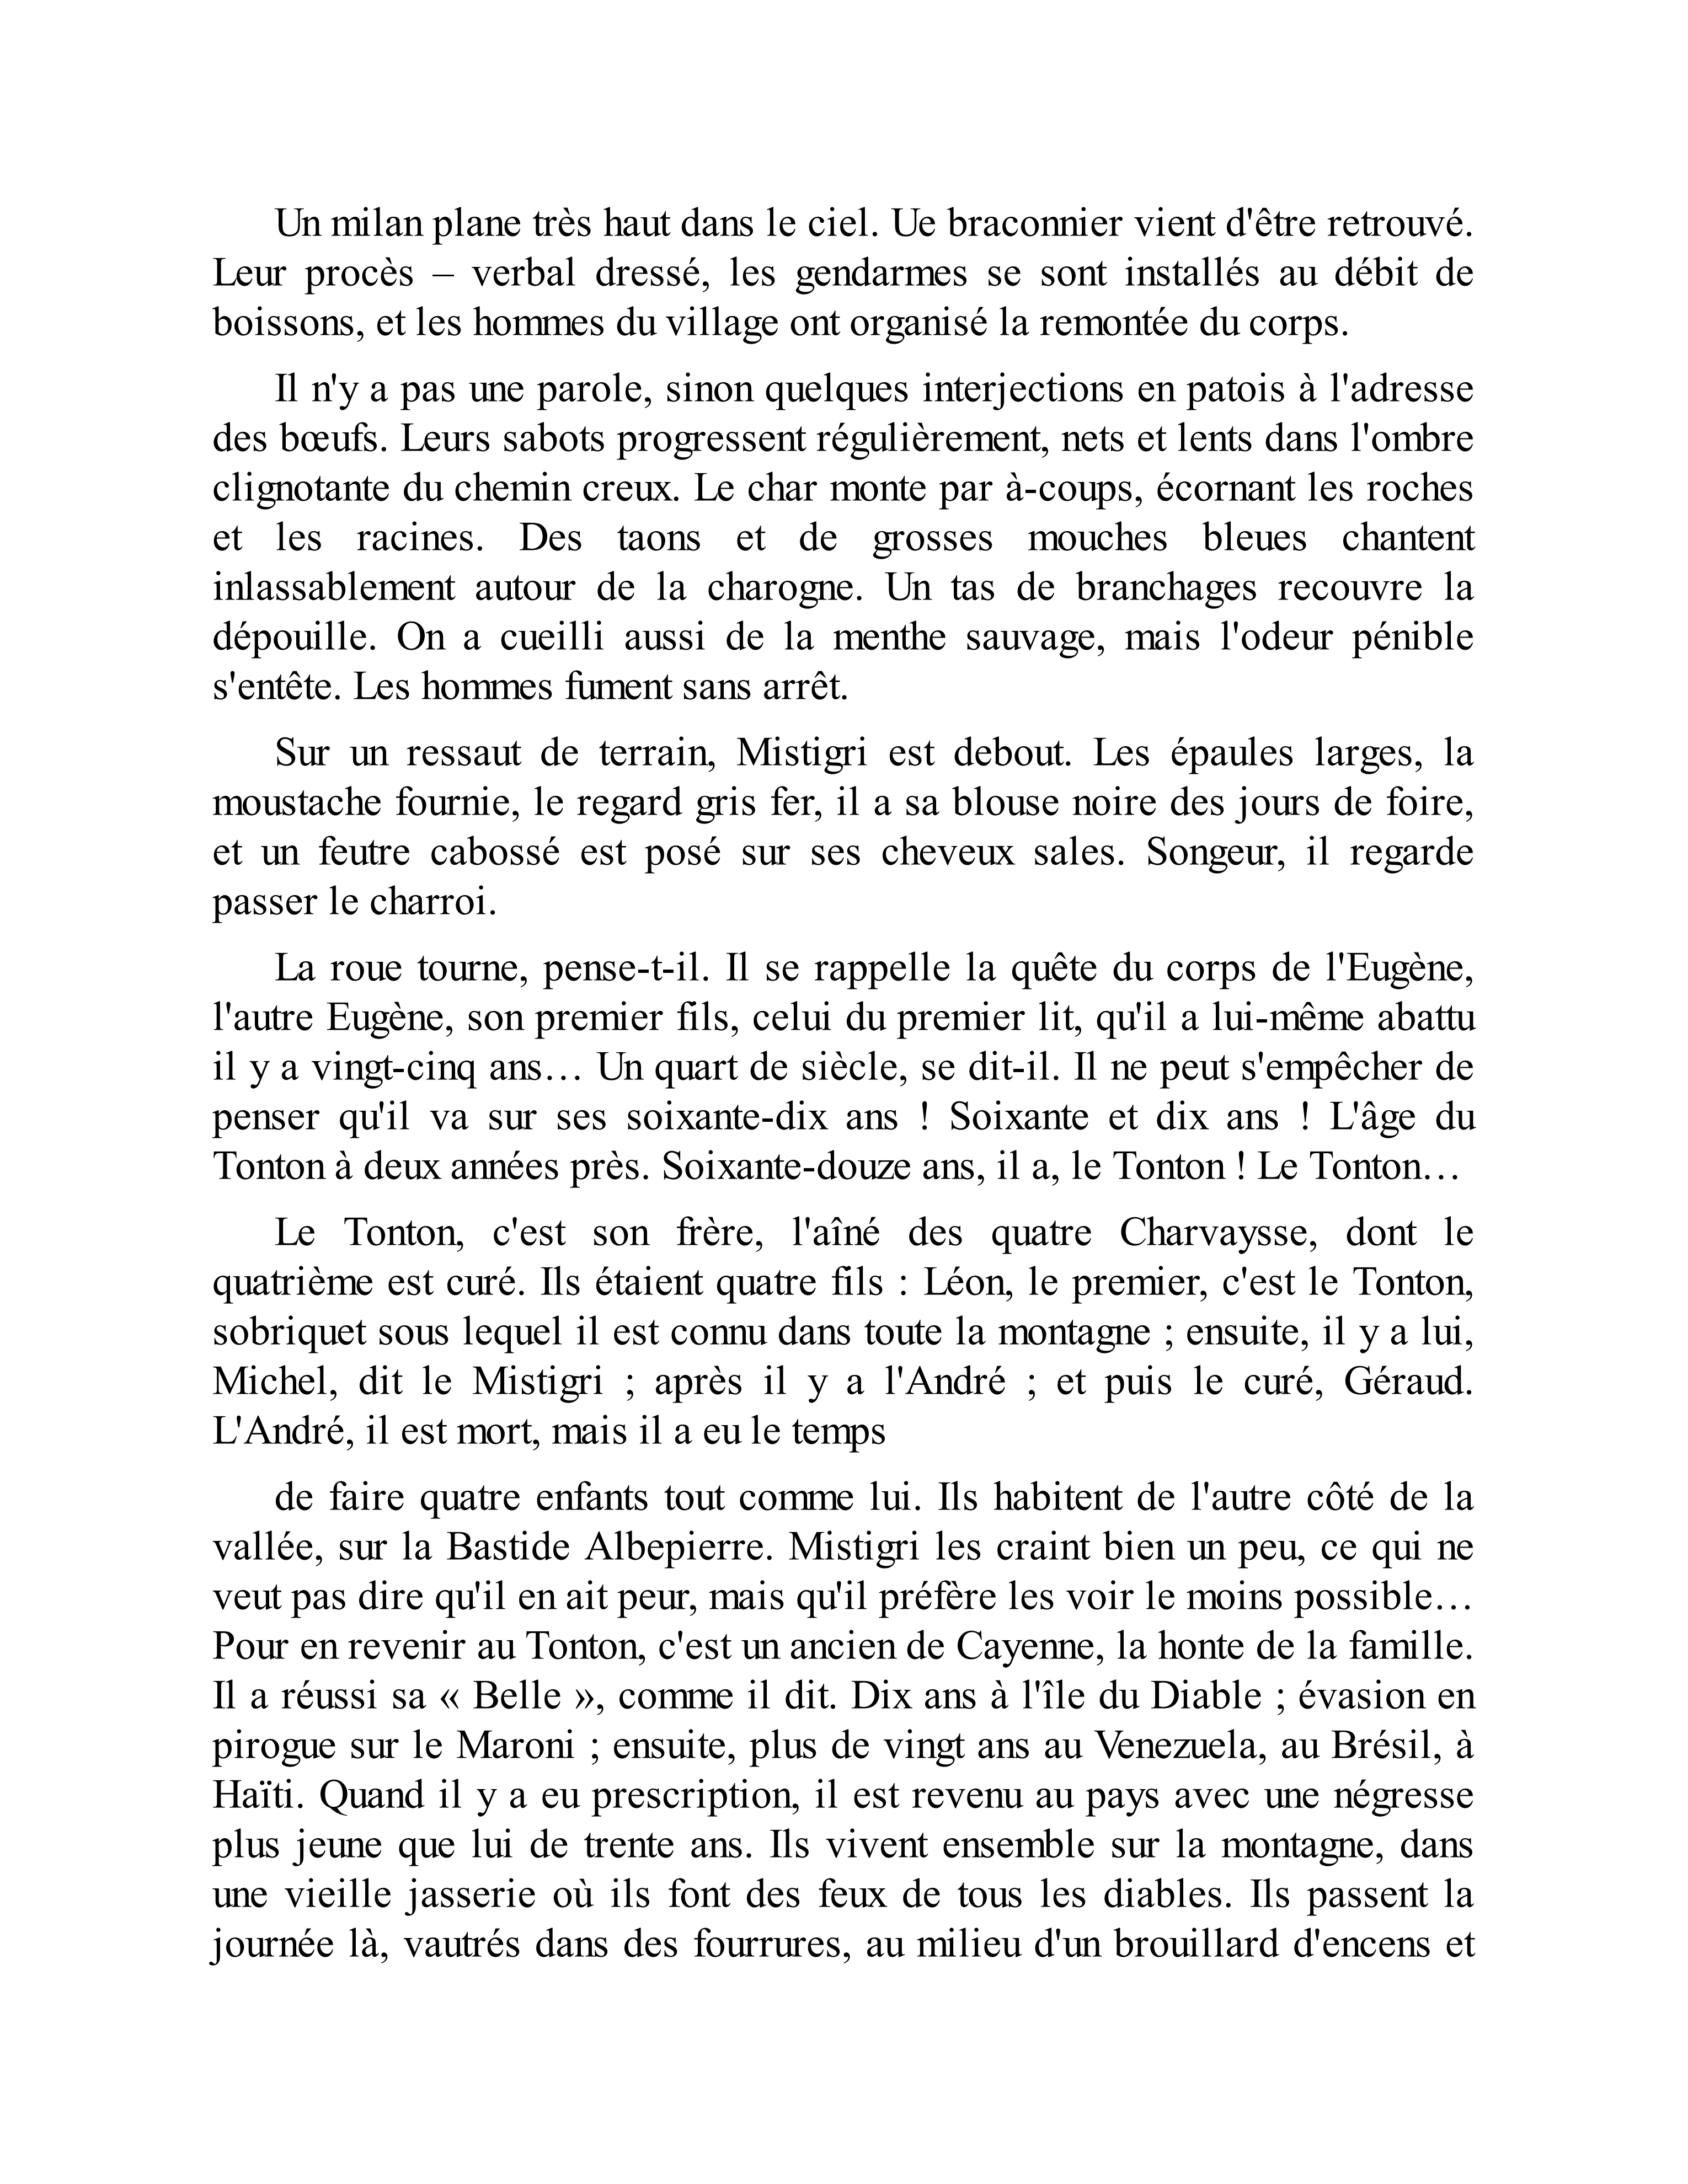 Un milan plane très haut dans le ciel. Ue braconnier vient d'être retrouvé.
Leur procès – verbal dressé, les gendarmes se sont installés au débit de
boissons, et les hommes du village ont organisé la remontée du corps.
Il n'y a pas une parole, sinon quelques interjections en patois à l'adresse
des bœufs. Leurs sabots progressent régulièrement, nets et lents dans l'ombre
clignotante du chemin creux. Le char monte par à-coups, écornant les roches
et les racines. Des taons et de grosses mouches bleues chantent
inlassablement autour de la charogne. Un tas de branchages recouvre la
dépouille. On a cueilli aussi de la menthe sauvage, mais l'odeur pénible
s'entête. Les hommes fument sans arrêt.
Sur un ressaut de terrain, Mistigri est debout. Les épaules larges, la
moustache fournie, le regard gris fer, il a sa blouse noire des jours de foire,
et un feutre cabossé est posé sur ses cheveux sales. Songeur, il regarde
passer le charroi.
La roue tourne, pense-t-il. Il se rappelle la quête du corps de l'Eugène,
l'autre Eugène, son premier fils, celui du premier lit, qu'il a lui-même abattu
il y a vingt-cinq ans… Un quart de siècle, se dit-il. Il ne peut s'empêcher de
penser qu'il va sur ses soixante-dix ans ! Soixante et dix ans ! L'âge du
Tonton à deux années près. Soixante-douze ans, il a, le Tonton ! Le Tonton…
Le Tonton, c'est son frère, l'aîné des quatre Charvaysse, dont le
quatrième est curé. Ils étaient quatre fils : Léon, le premier, c'est le Tonton,
sobriquet sous lequel il est connu dans toute la montagne ; ensuite, il y a lui,
Michel, dit le Mistigri ; après il y a l'André ; et puis le curé, Géraud.
L'André, il est mort, mais il a eu le temps
de faire quatre enfants tout comme lui. Ils habitent de l'autre côté de la
vallée, sur la Bastide Albepierre. Mistigri les craint bien un peu, ce qui ne
veut pas dire qu'il en ait peur, mais qu'il préfère les voir le moins possible…
Pour en revenir au Tonton, c'est un ancien de Cayenne, la honte de la famille.
Il a réussi sa « Belle », comme il dit. Dix ans à l'île du Diable ; évasion en
pirogue sur le Maroni ; ensuite, plus de vingt ans au Venezuela, au Brésil, à
Haïti. Quand il y a eu prescription, il est revenu au pays avec une négresse
plus jeune que lui de trente ans. Ils vivent ensemble sur la montagne, dans
une vieille jasserie où ils font des feux de tous les diables. Ils passent la
journée là, vautrés dans des fourrures, au milieu d'un brouillard d'encens et